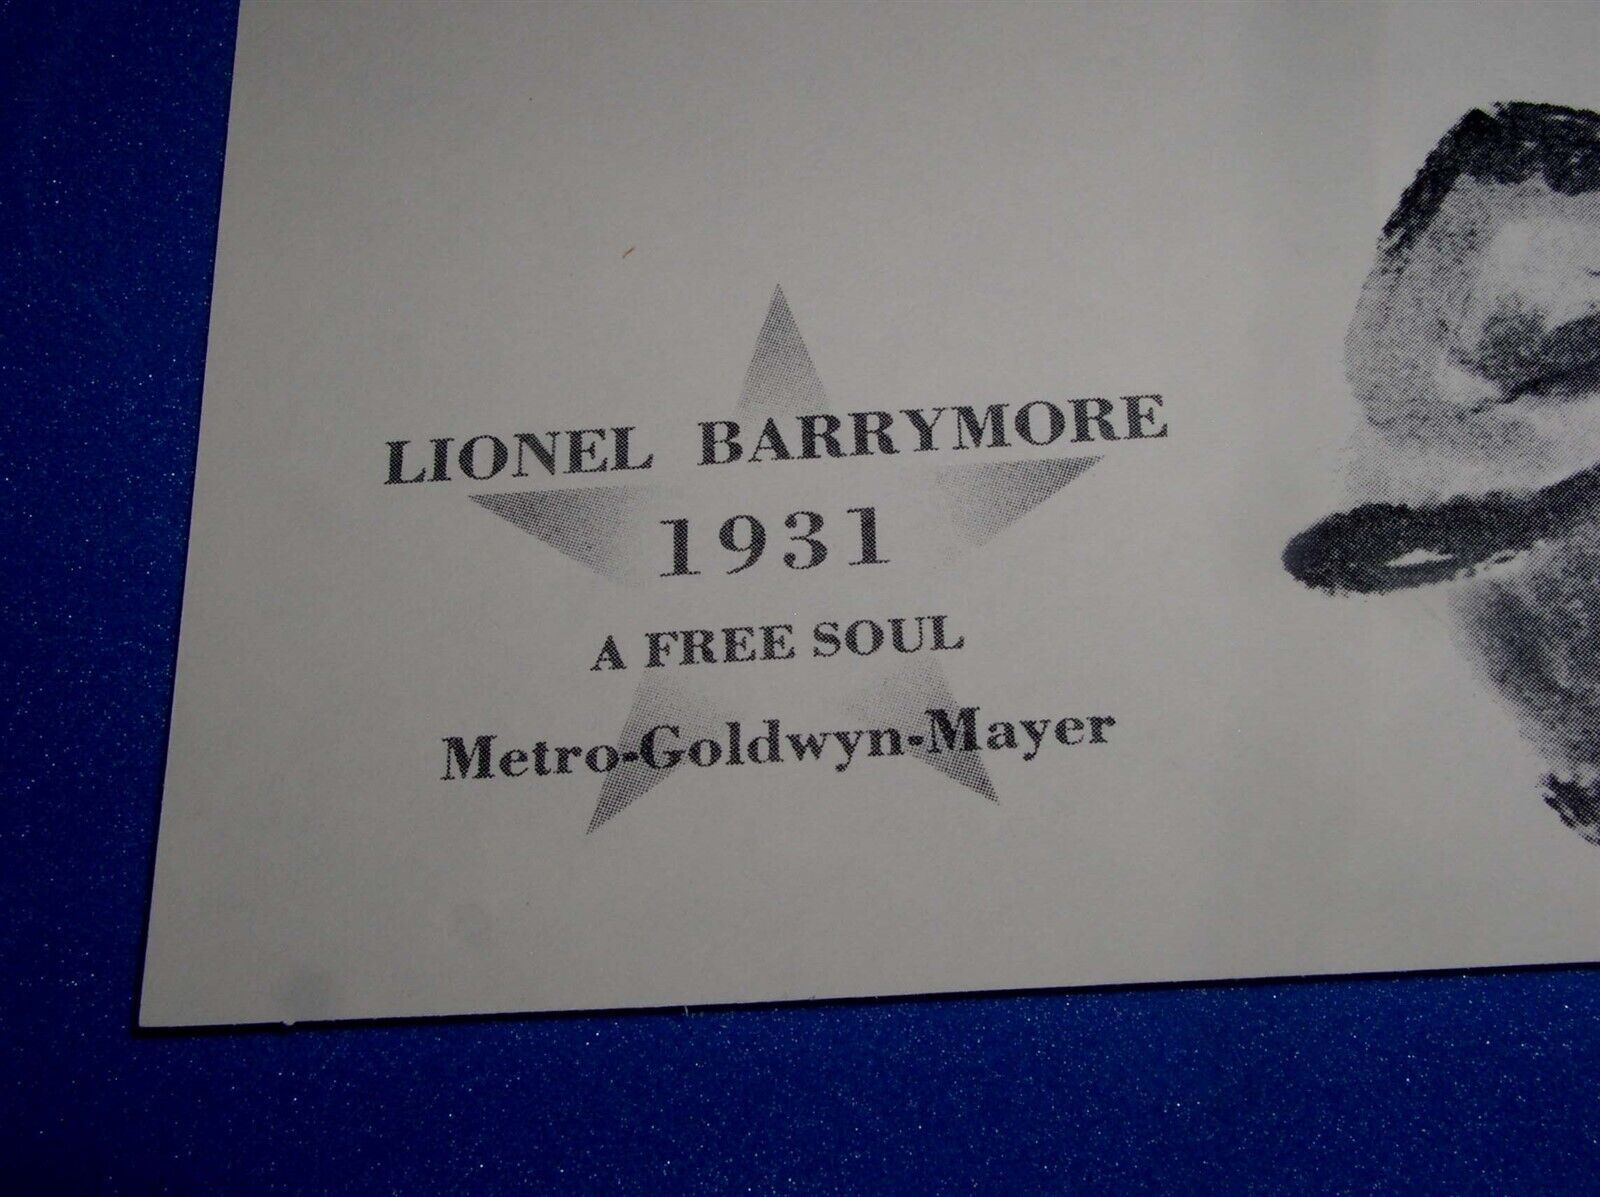 LIONEL BARRYMORE
1931
A FREE SOUL
Metro-Goldwyn-Mayer